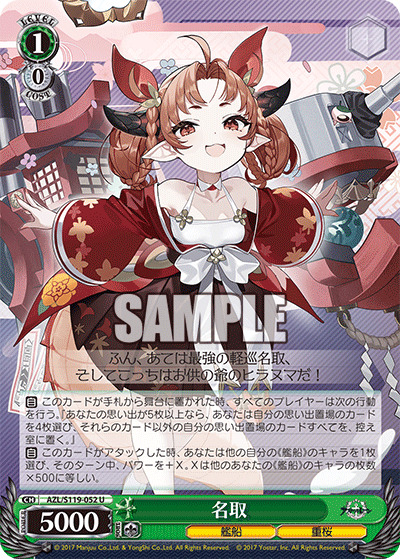 LEVEL
1
0
COST
SAMPLE
ふん、あては最強の軽巡名取、
そしてこっちはお供の爺のヒラヌマだ！
自 このカードが手札から舞台に置かれた時、すべてのプレイヤーは次の行動
を行う。『あなたの思い出が5枚以上なら、あなたは自分の思い出置場のカード
を4枚選び、それらのカード以外の自分の思い出置場のカードすべてを、控え
室に置く。』
自 このカードがアタックした時、あなたは他の自分の《艦船》のキャラを1枚
選び、そのターン中、パワーを＋X。Xは他のあなたの《艦船》のキャラの枚数
×500に等しい。
CH AZL/S119-052 U
名取
5000
艦船
重桜
© 2017 Manjuu Co.,Ltd. & YongShi Co.,Ltd. All Rights Reserved. © 2017 Yostar, Inc. All Rights Reserved.